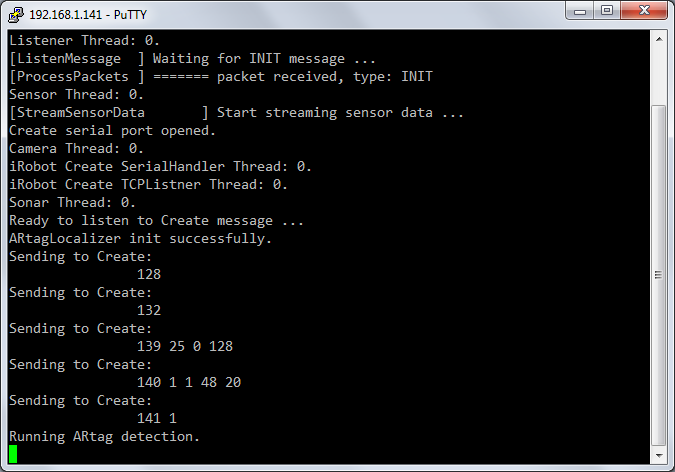 192.168.1.141 - PuTTY
Listener Thread: 0.
[ListenMessage  ] Waiting for INIT message ...
[ProcessPackets ] ======= packet received, type: INIT
Sensor Thread: 0.
[StreamSensorData       ] Start streaming sensor data ...
Create serial port opened.
Camera Thread: 0.
iRobot Create SerialHandler Thread: 0.
iRobot Create TCPListner Thread: 0.
Sonar Thread: 0.
Ready to listen to Create message ...
ARtagLocalizer init successfully.
Sending to Create:
                128
Sending to Create:
                132
Sending to Create:
                139 25 0 128
Sending to Create:
                140 1 1 48 20
Sending to Create:
                141 1
Running ARtag detection.